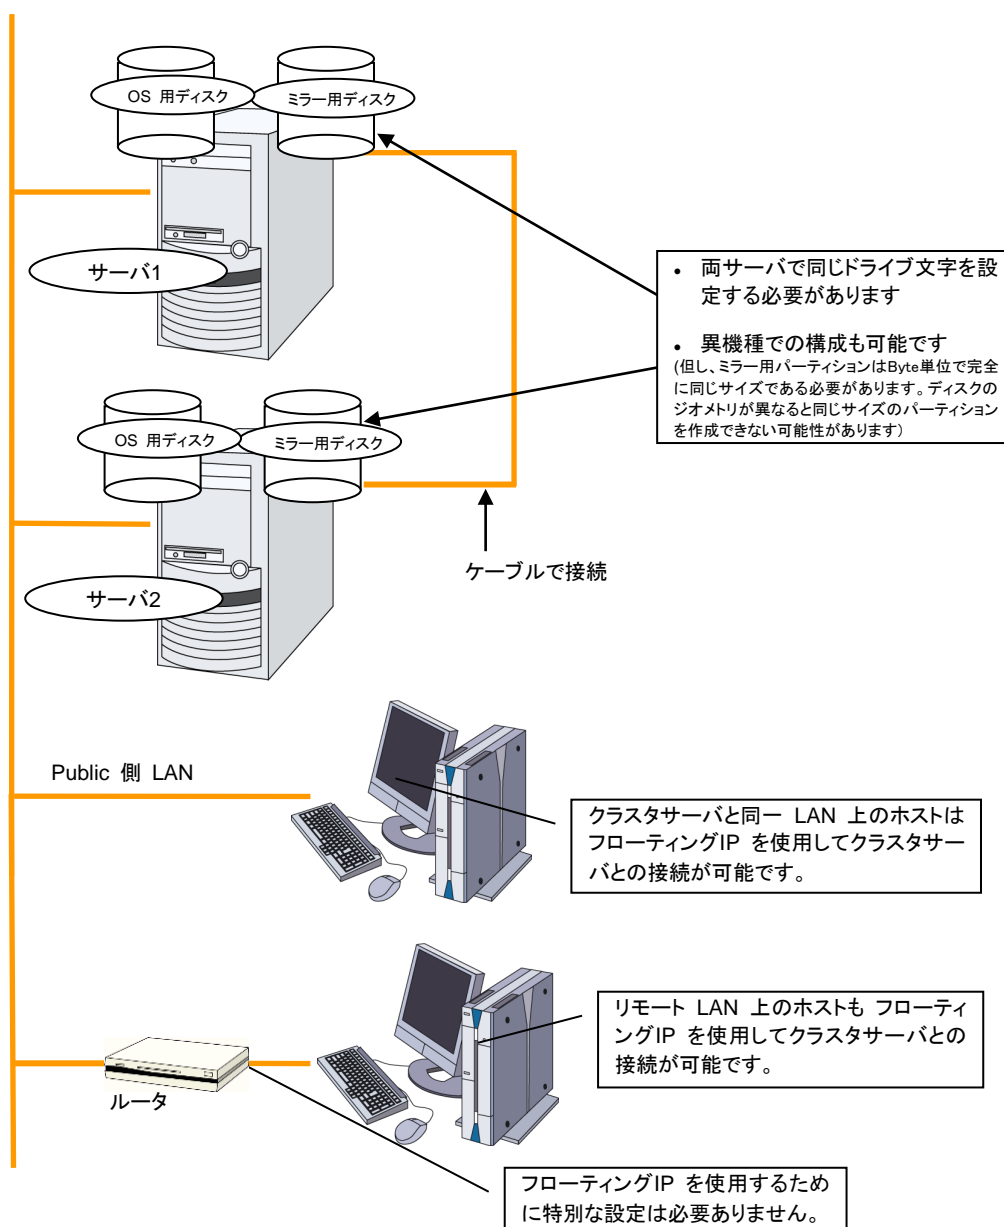 OS 用ディスク
ミラー用ディスク
サーバ1
• 両サーバで同じドライブ文字を設
定する必要があります
• 異機種での構成も可能です
(但し、ミラー用パーティションはByte単位で完全
に同じサイズである必要があります。ディスクの
ジオメトリが異なると同じサイズのパーティション
を作成できない可能性があります)
OS 用ディスク
ミラー用ディスク
サーバ2
ケーブルで接続
Public 側 LAN
クラスタサーバと同一 LAN 上のホストは
フローティングIP を使用してクラスタサー
バとの接続が可能です。
リモート LAN 上のホストも フローティ
ングIP を使用してクラスタサーバとの
接続が可能です。
ルータ
フローティングIP を使用するため
に特別な設定は必要ありません。